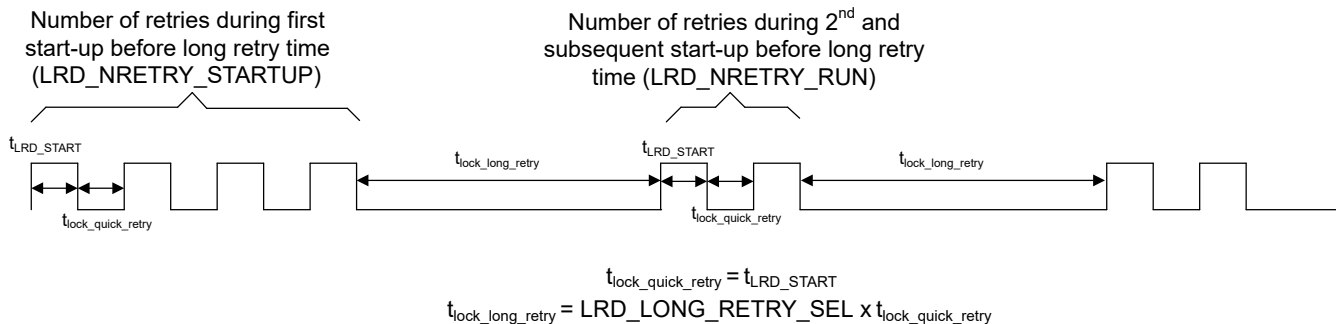 Number of retries during first
start-up before long retry time
(LRD_NRETRY_STARTUP)
Number of retries during 2nd and
subsequent start-up before long retry
time (LRD_NRETRY_RUN)
tLRD_START
tlock_quick_retry
tlock_long_retry
tLRD_START
tlock_quick_retry
tlock_long_retry
tlock_quick_retry = tLRD_START
tlock_long_retry = LRD_LONG_RETRY_SEL x tlock_quick_retry